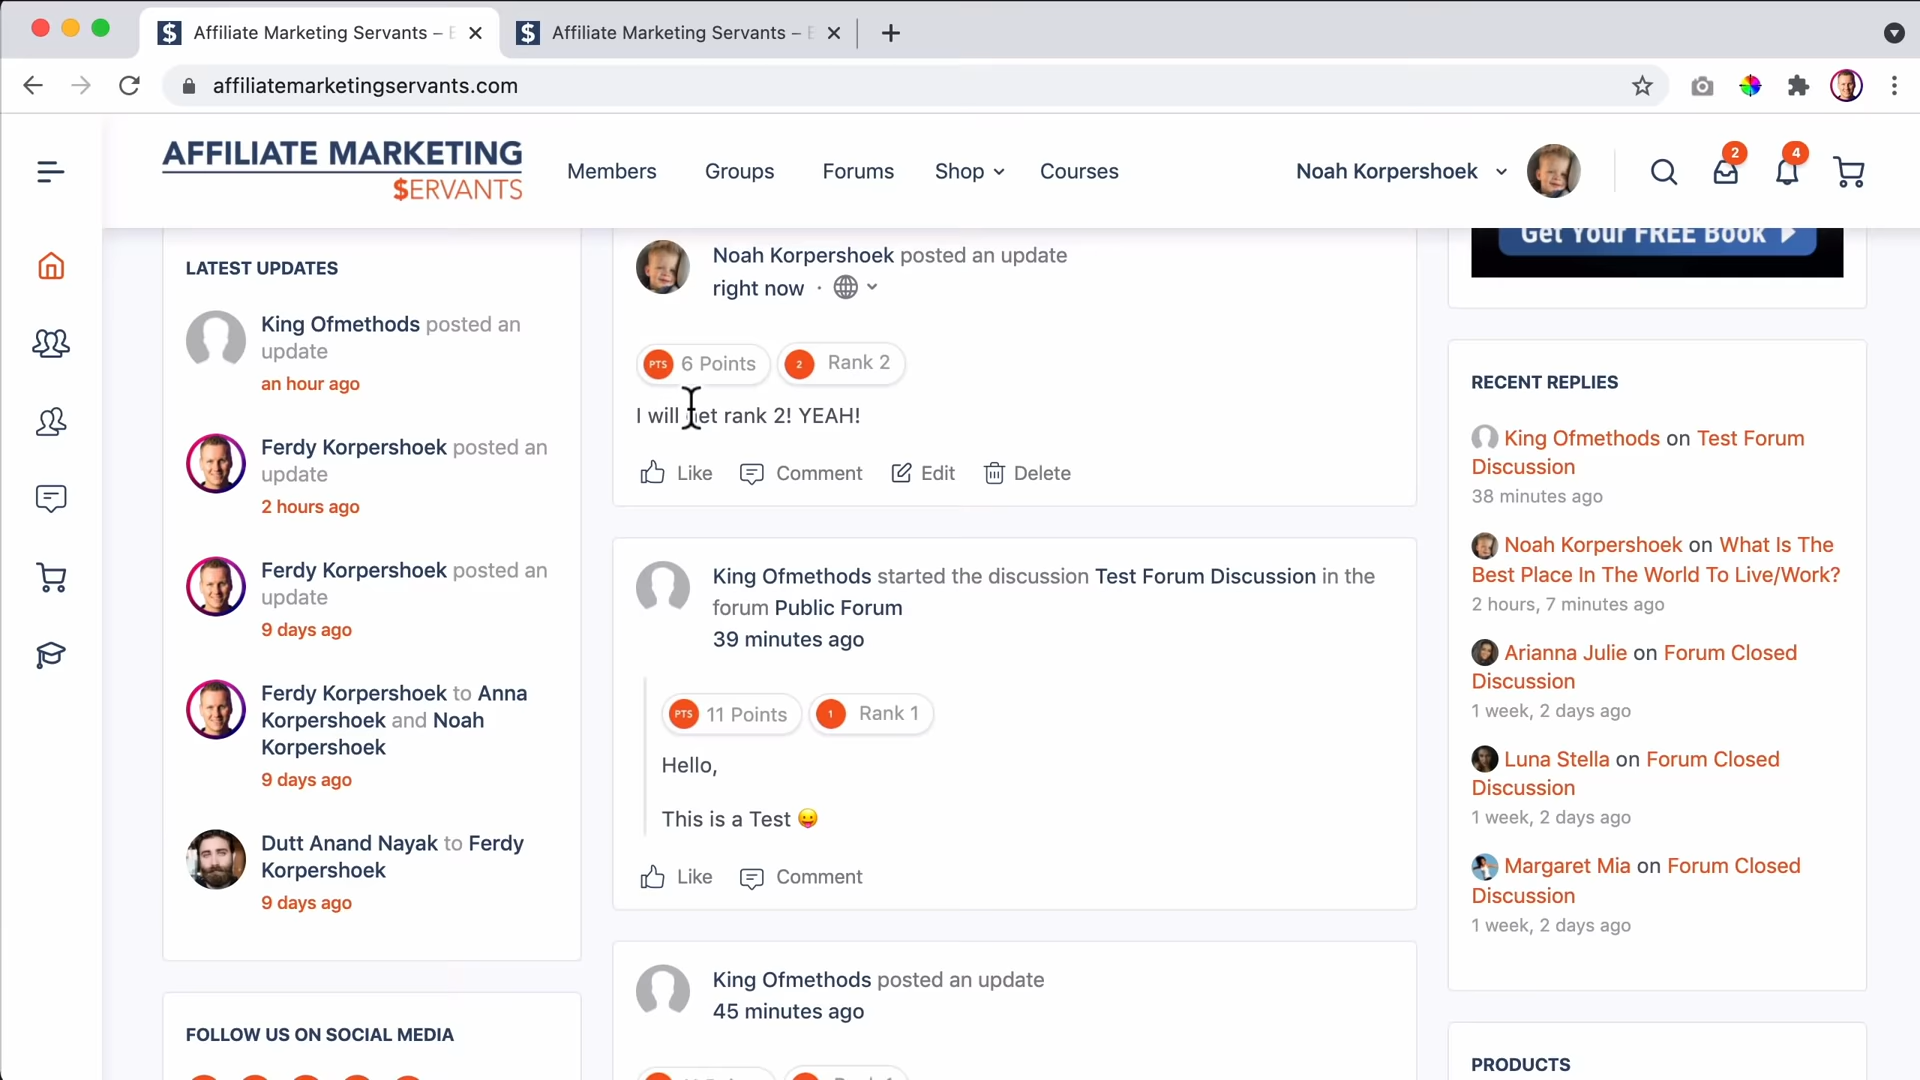 Affiliate Marketing Servants –
Affiliate Marketing Servants –
affiliatemarketingservants.com
AFFILIATE MARKETING
$ERVANTS
Members
Groups
Forums
Shop
Courses
Noah Korpershoek
2
4
LATEST UPDATES
King Ofmethods posted an
update
an hour ago
Ferdy Korpershoek posted an
update
2 hours ago
Ferdy Korpershoek posted an
update
9 days ago
Ferdy Korpershoek to Anna
Korpershoek and Noah
Korpershoek
9 days ago
Dutt Anand Nayak to Ferdy
Korpershoek
9 days ago
FOLLOW US ON SOCIAL MEDIA
Noah Korpershoek posted an update
right now ·
PTS 6 Points 2 Rank 2
I will get rank 2! YEAH!
Like Comment Edit Delete
King Ofmethods started the discussion Test Forum Discussion in the
forum Public Forum
39 minutes ago
PTS 11 Points 1 Rank 1
Hello,
This is a Test 😛
Like Comment
King Ofmethods posted an update
45 minutes ago
Get Your FREE Book
RECENT REPLIES
King Ofmethods on Test Forum
Discussion
38 minutes ago
Noah Korpershoek on What Is The
Best Place In The World To Live/Work?
2 hours, 7 minutes ago
Arianna Julie on Forum Closed
Discussion
1 week, 2 days ago
Luna Stella on Forum Closed
Discussion
1 week, 2 days ago
Margaret Mia on Forum Closed
Discussion
1 week, 2 days ago
PRODUCTS